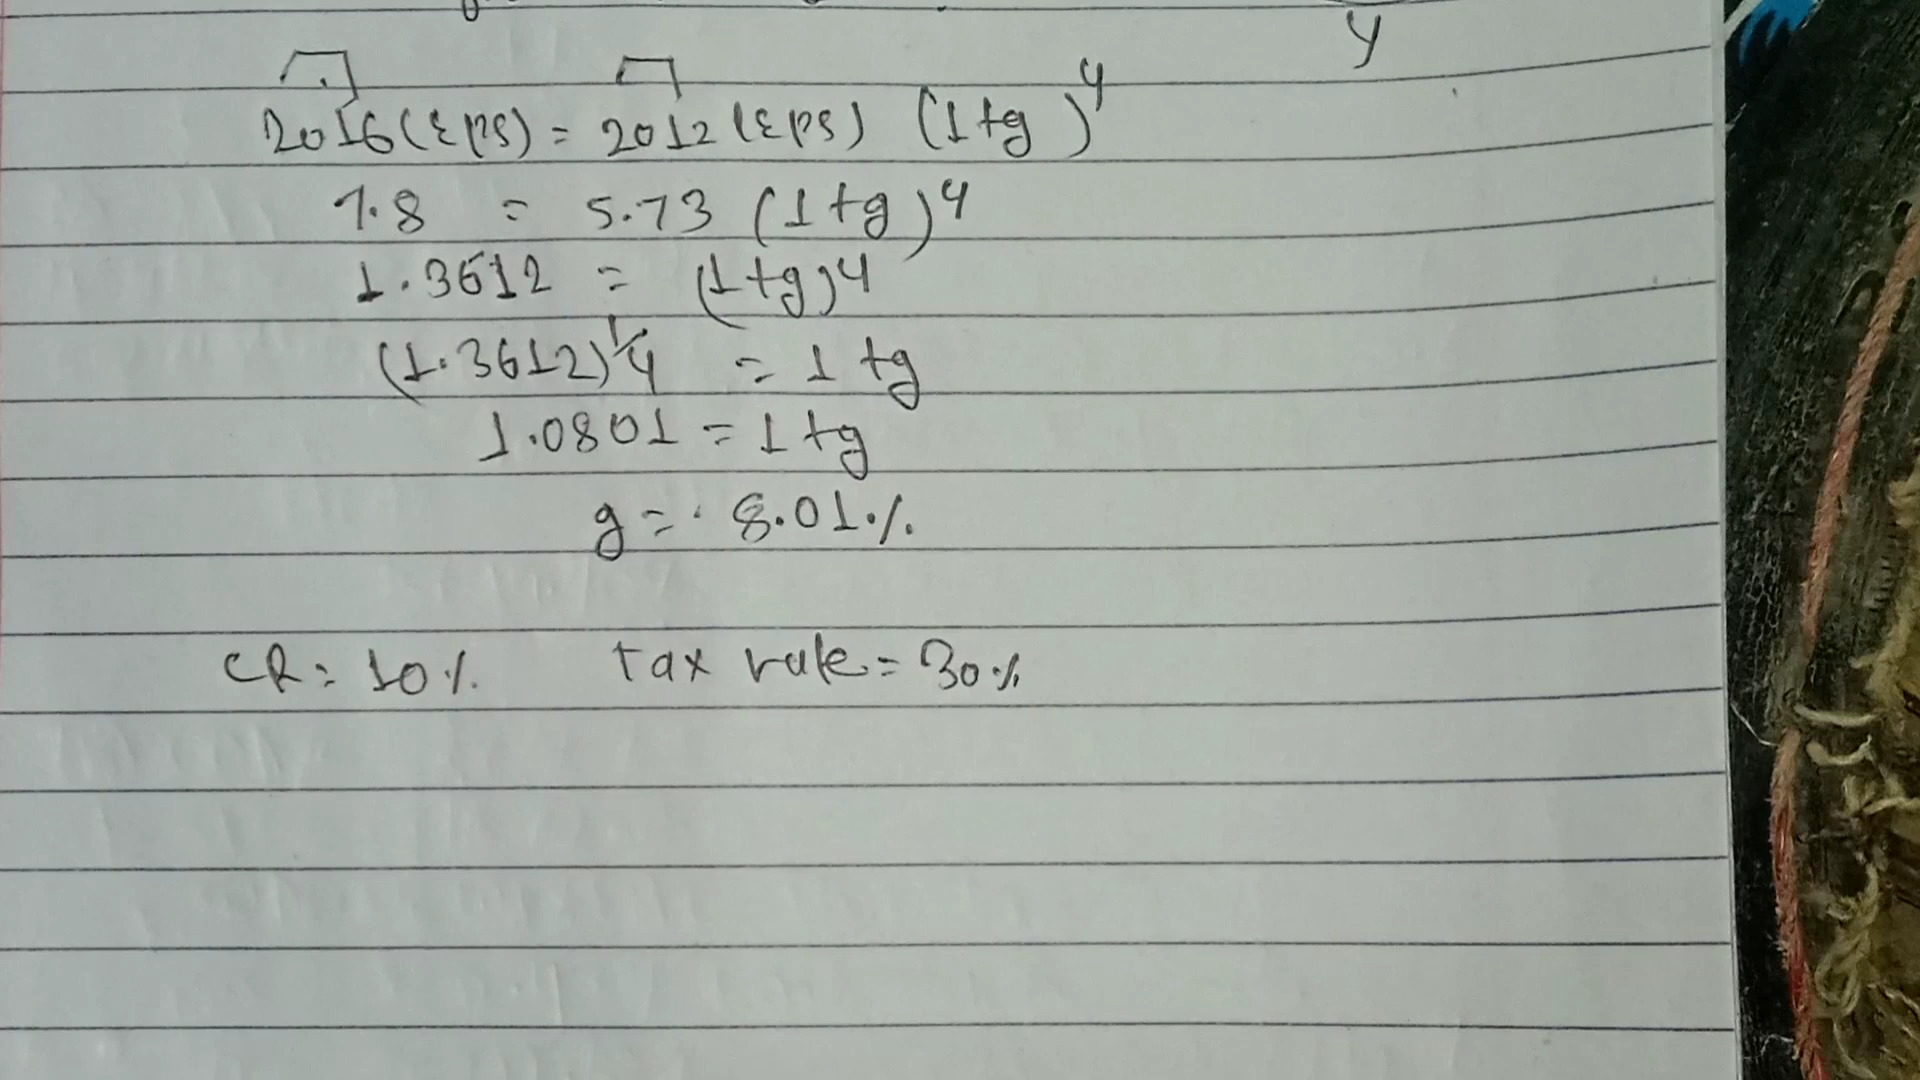 y
2016(EPS) = 2012 (EPS) (1+g)^4
7.8 = 5.73 (1+g)^4
1.3612 = (1+g)^4
(1.3612)^1/4 = 1+g
1.0801 = 1+g
g = 8.01%
CR = 10% tax rate = 30%